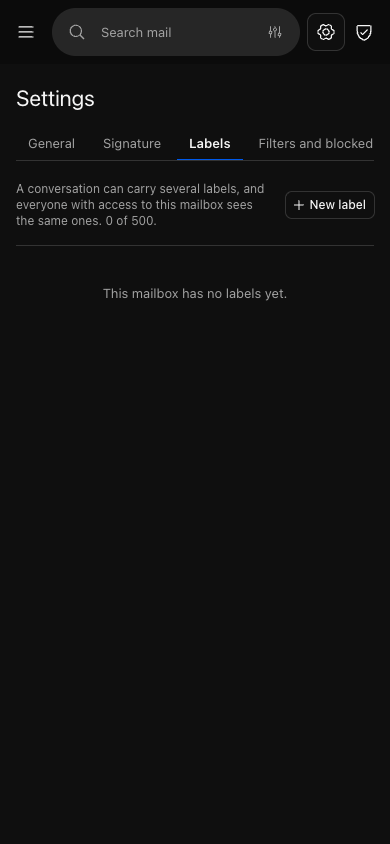 Search mail
Settings
General
Signature
Labels
Filters and blocked
A conversation can carry several labels, and
everyone with access to this mailbox sees
the same ones. 0 of 500.
New label
This mailbox has no labels yet.